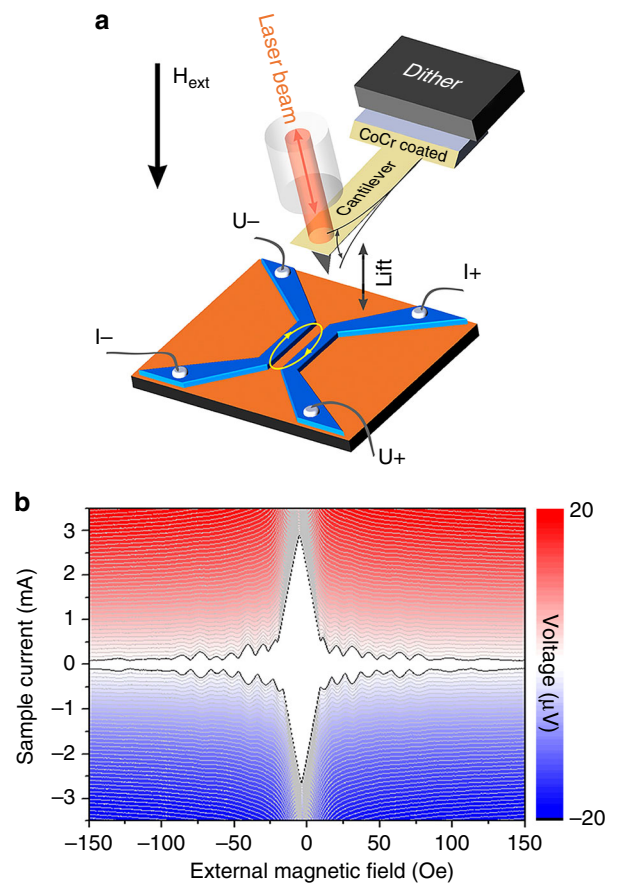 a
H_ext
Laser beam
Dither
CoCr coated
Cantilever
Lift
U–
I+
I–
U+
b
Sample current (mA)
3
2
1
0
–1
–2
–3
–150
–100
–50
0
50
100
150
External magnetic field (Oe)
20
Voltage (μV)
–20